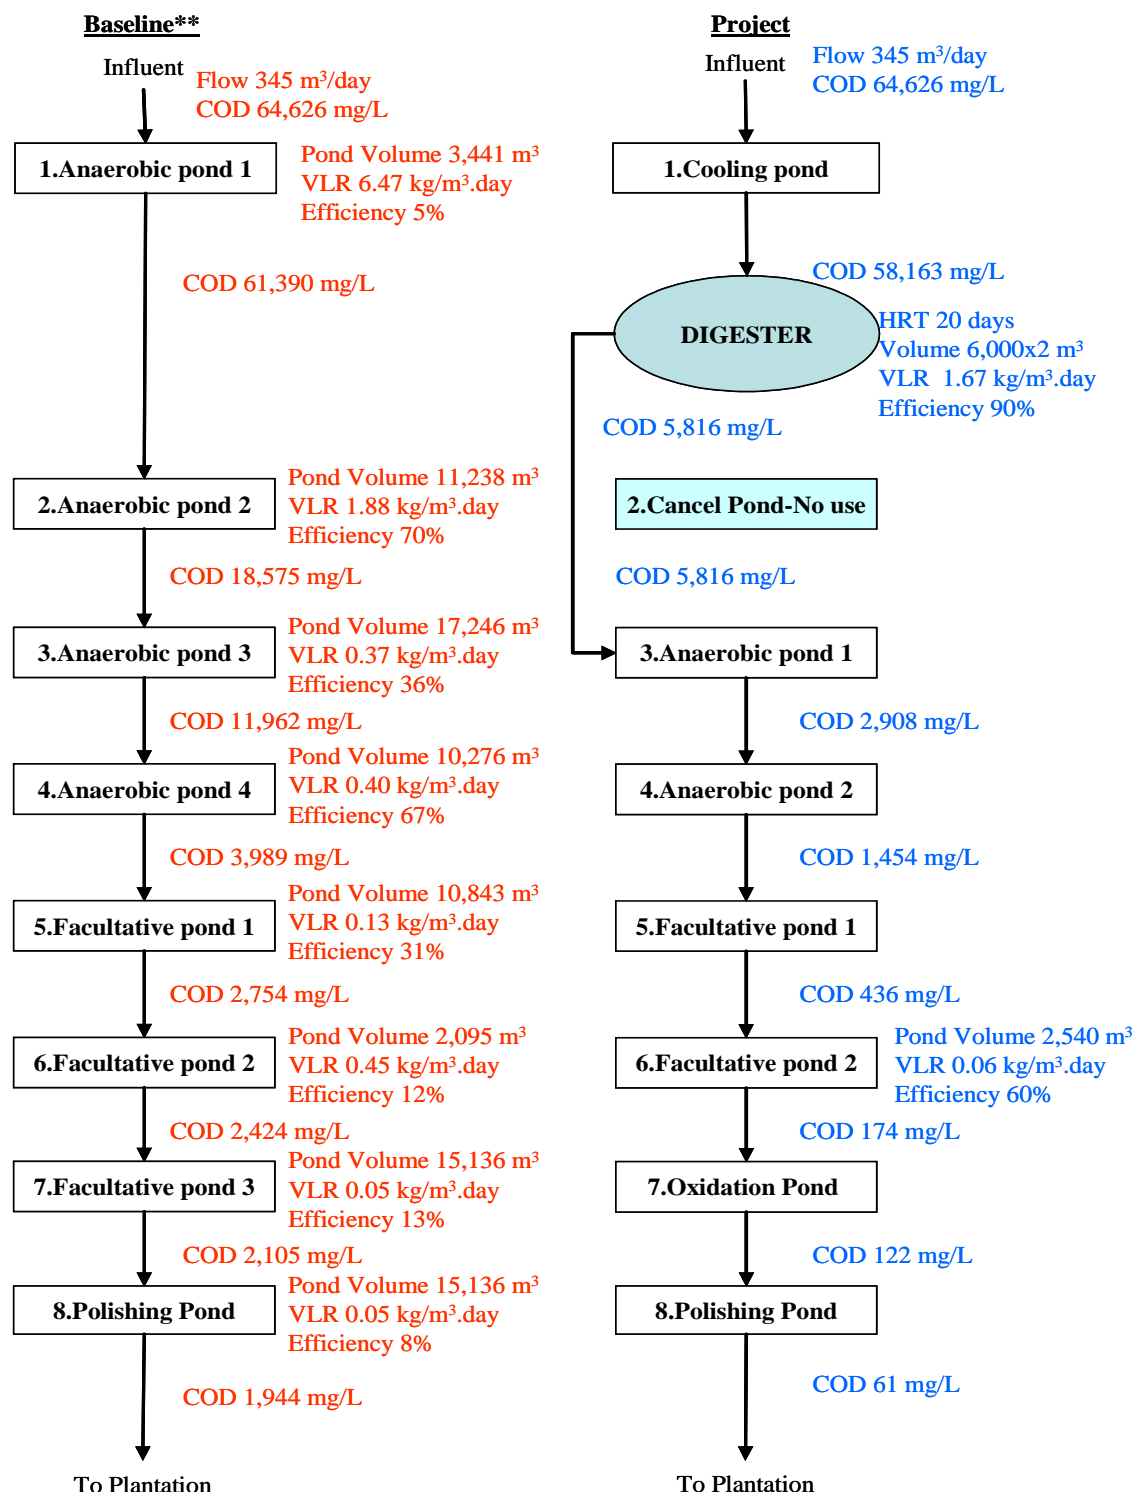 Baseline**
Influent
Flow 345 m³/day
COD 64,626 mg/L
1.Anaerobic pond 1
Pond Volume 3,441 m³
VLR 6.47 kg/m³.day
Efficiency 5%
COD 61,390 mg/L
2.Anaerobic pond 2
Pond Volume 11,238 m³
VLR 1.88 kg/m³.day
Efficiency 70%
COD 18,575 mg/L
3.Anaerobic pond 3
Pond Volume 17,246 m³
VLR 0.37 kg/m³.day
Efficiency 36%
COD 11,962 mg/L
4.Anaerobic pond 4
Pond Volume 10,276 m³
VLR 0.40 kg/m³.day
Efficiency 67%
COD 3,989 mg/L
5.Facultative pond 1
Pond Volume 10,843 m³
VLR 0.13 kg/m³.day
Efficiency 31%
COD 2,754 mg/L
6.Facultative pond 2
Pond Volume 2,095 m³
VLR 0.45 kg/m³.day
Efficiency 12%
COD 2,424 mg/L
7.Facultative pond 3
Pond Volume 15,136 m³
VLR 0.05 kg/m³.day
Efficiency 13%
COD 2,105 mg/L
8.Polishing Pond
Pond Volume 15,136 m³
VLR 0.05 kg/m³.day
Efficiency 8%
COD 1,944 mg/L
To Plantation
Project
Influent
Flow 345 m³/day
COD 64,626 mg/L
1.Cooling pond
COD 58,163 mg/L
DIGESTER
HRT 20 days
Volume 6,000x2 m³
VLR 1.67 kg/m³.day
Efficiency 90%
COD 5,816 mg/L
2.Cancel Pond-No use
COD 5,816 mg/L
3.Anaerobic pond 1
COD 2,908 mg/L
4.Anaerobic pond 2
COD 1,454 mg/L
5.Facultative pond 1
COD 436 mg/L
6.Facultative pond 2
Pond Volume 2,540 m³
VLR 0.06 kg/m³.day
Efficiency 60%
COD 174 mg/L
7.Oxidation Pond
COD 122 mg/L
8.Polishing Pond
COD 61 mg/L
To Plantation